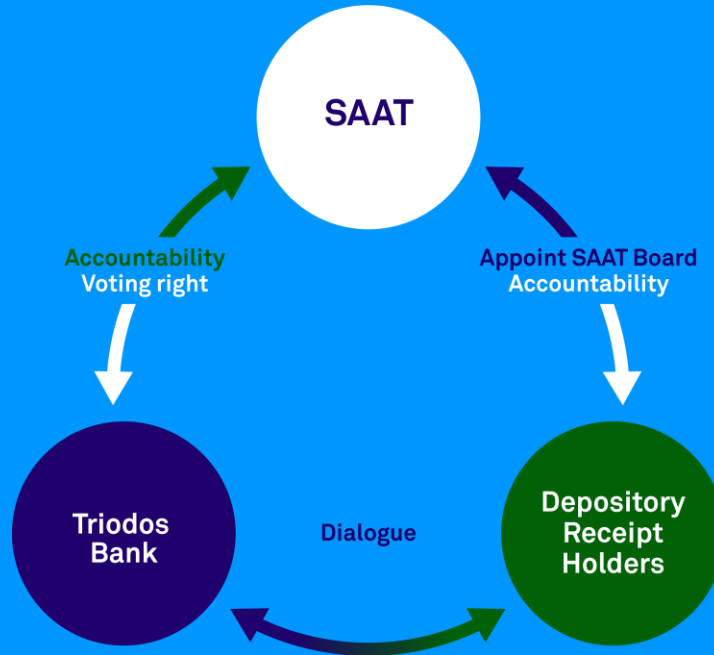 SAAT
Accountability
Voting right
Appoint SAAT Board
Accountability
Triodos
Bank
Dialogue
Depository
Receipt
Holders